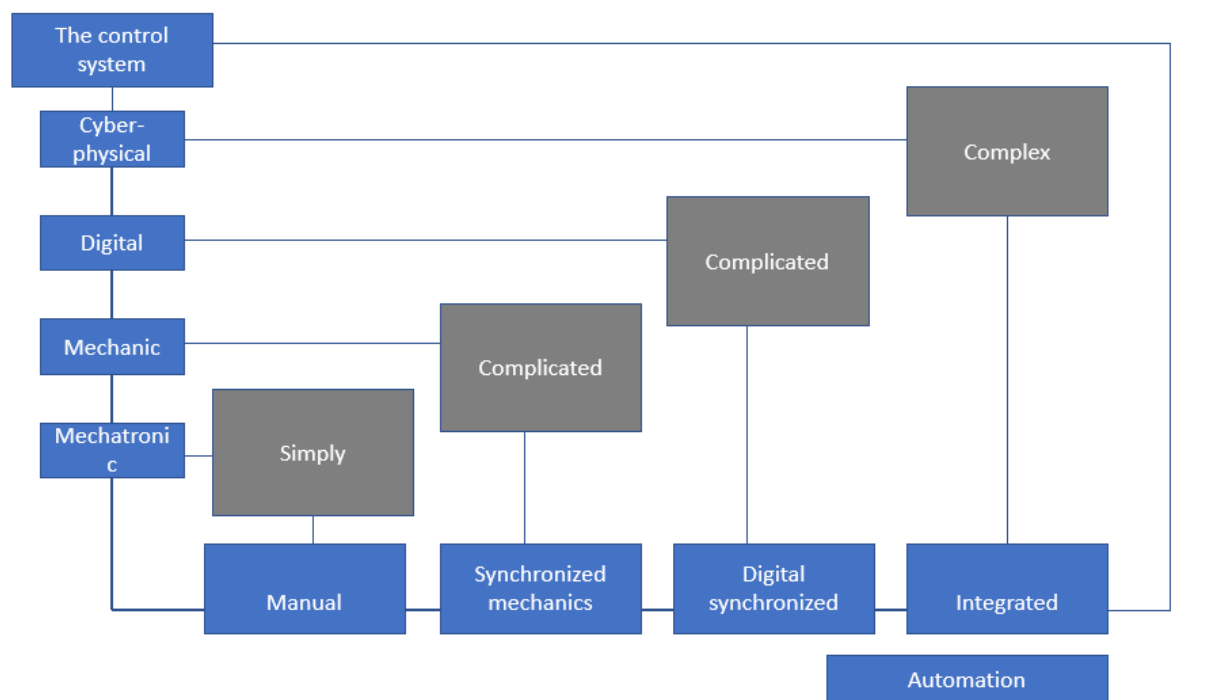 The control
system
Cyber-
physical
Complex
Digital
Complicated
Mechanic
Complicated
Mechatroni
c
Simply
Manual
Synchronized
mechanics
Digital
synchronized
Integrated
Automation